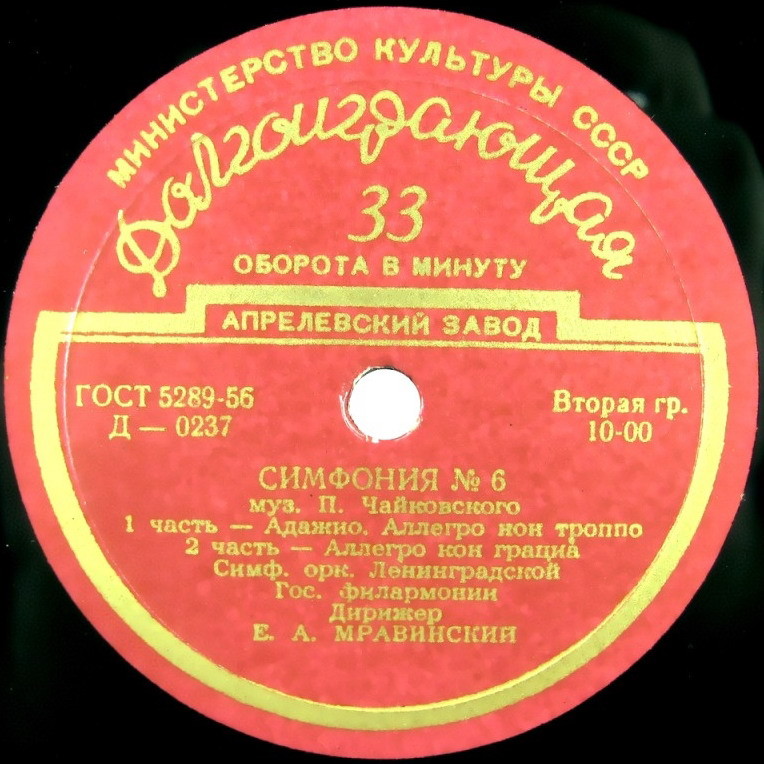 МИНИСТЕРСТВО КУЛЬТУРЫ СССР
Долгоиграющая
33
ОБОРОТА В МИНУТУ
АПРЕЛЕВСКИЙ ЗАВОД
ГОСТ 5289-56
Д — 0237
Вторая гр.
10-00
СИМФОНИЯ № 6
муз. П. Чайковского
1 часть — Адажио, Аллегро нон троппо
2 часть — Аллегро кон грациа
Симф. орк. Ленинградской
Гос. филармонии
Дирижер
Е. А. МРАВИНСКИЙ